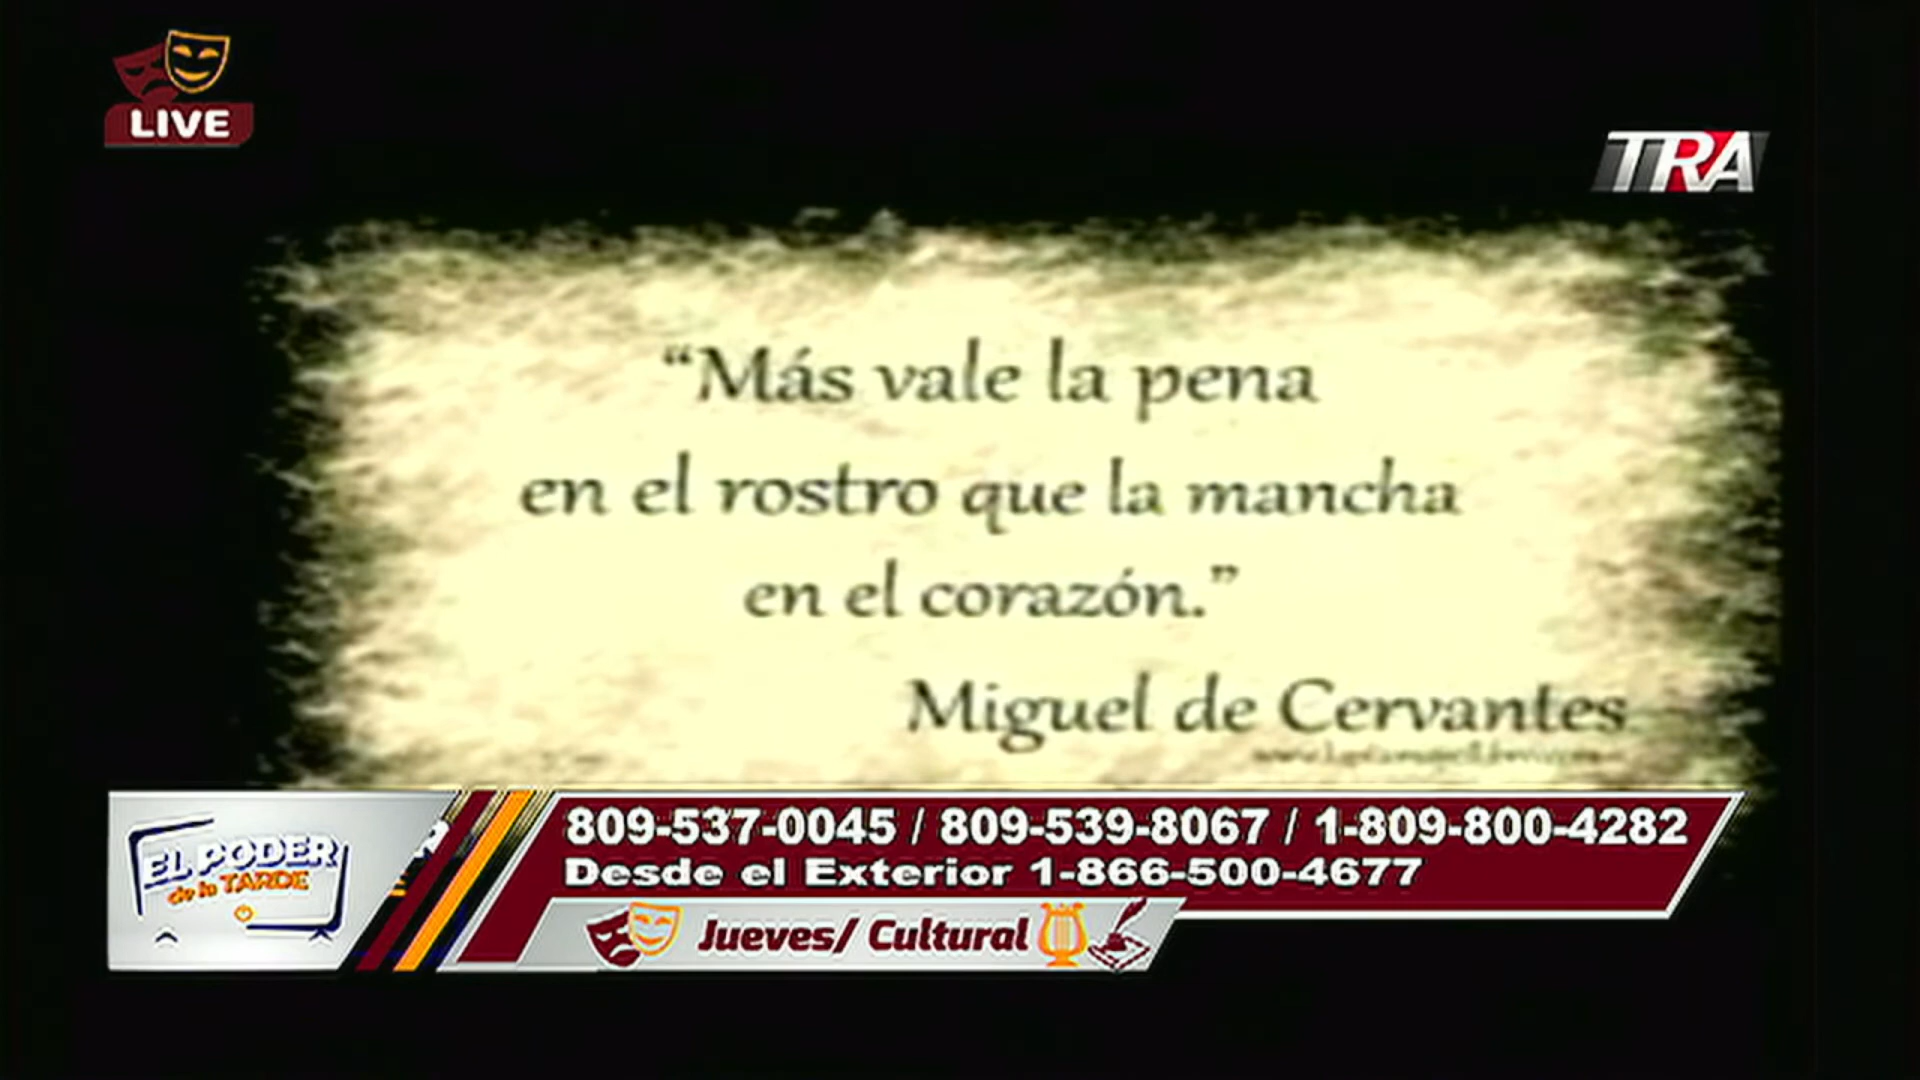 LIVE
TRA
“Más vale la pena
en el rostro que la mancha
en el corazón.”
Miguel de Cervantes
809-537-0045 / 809-539-8067 / 1-809-800-4282
Desde el Exterior 1-866-500-4677
EL PODER
de la TARDE
Jueves/ Cultural